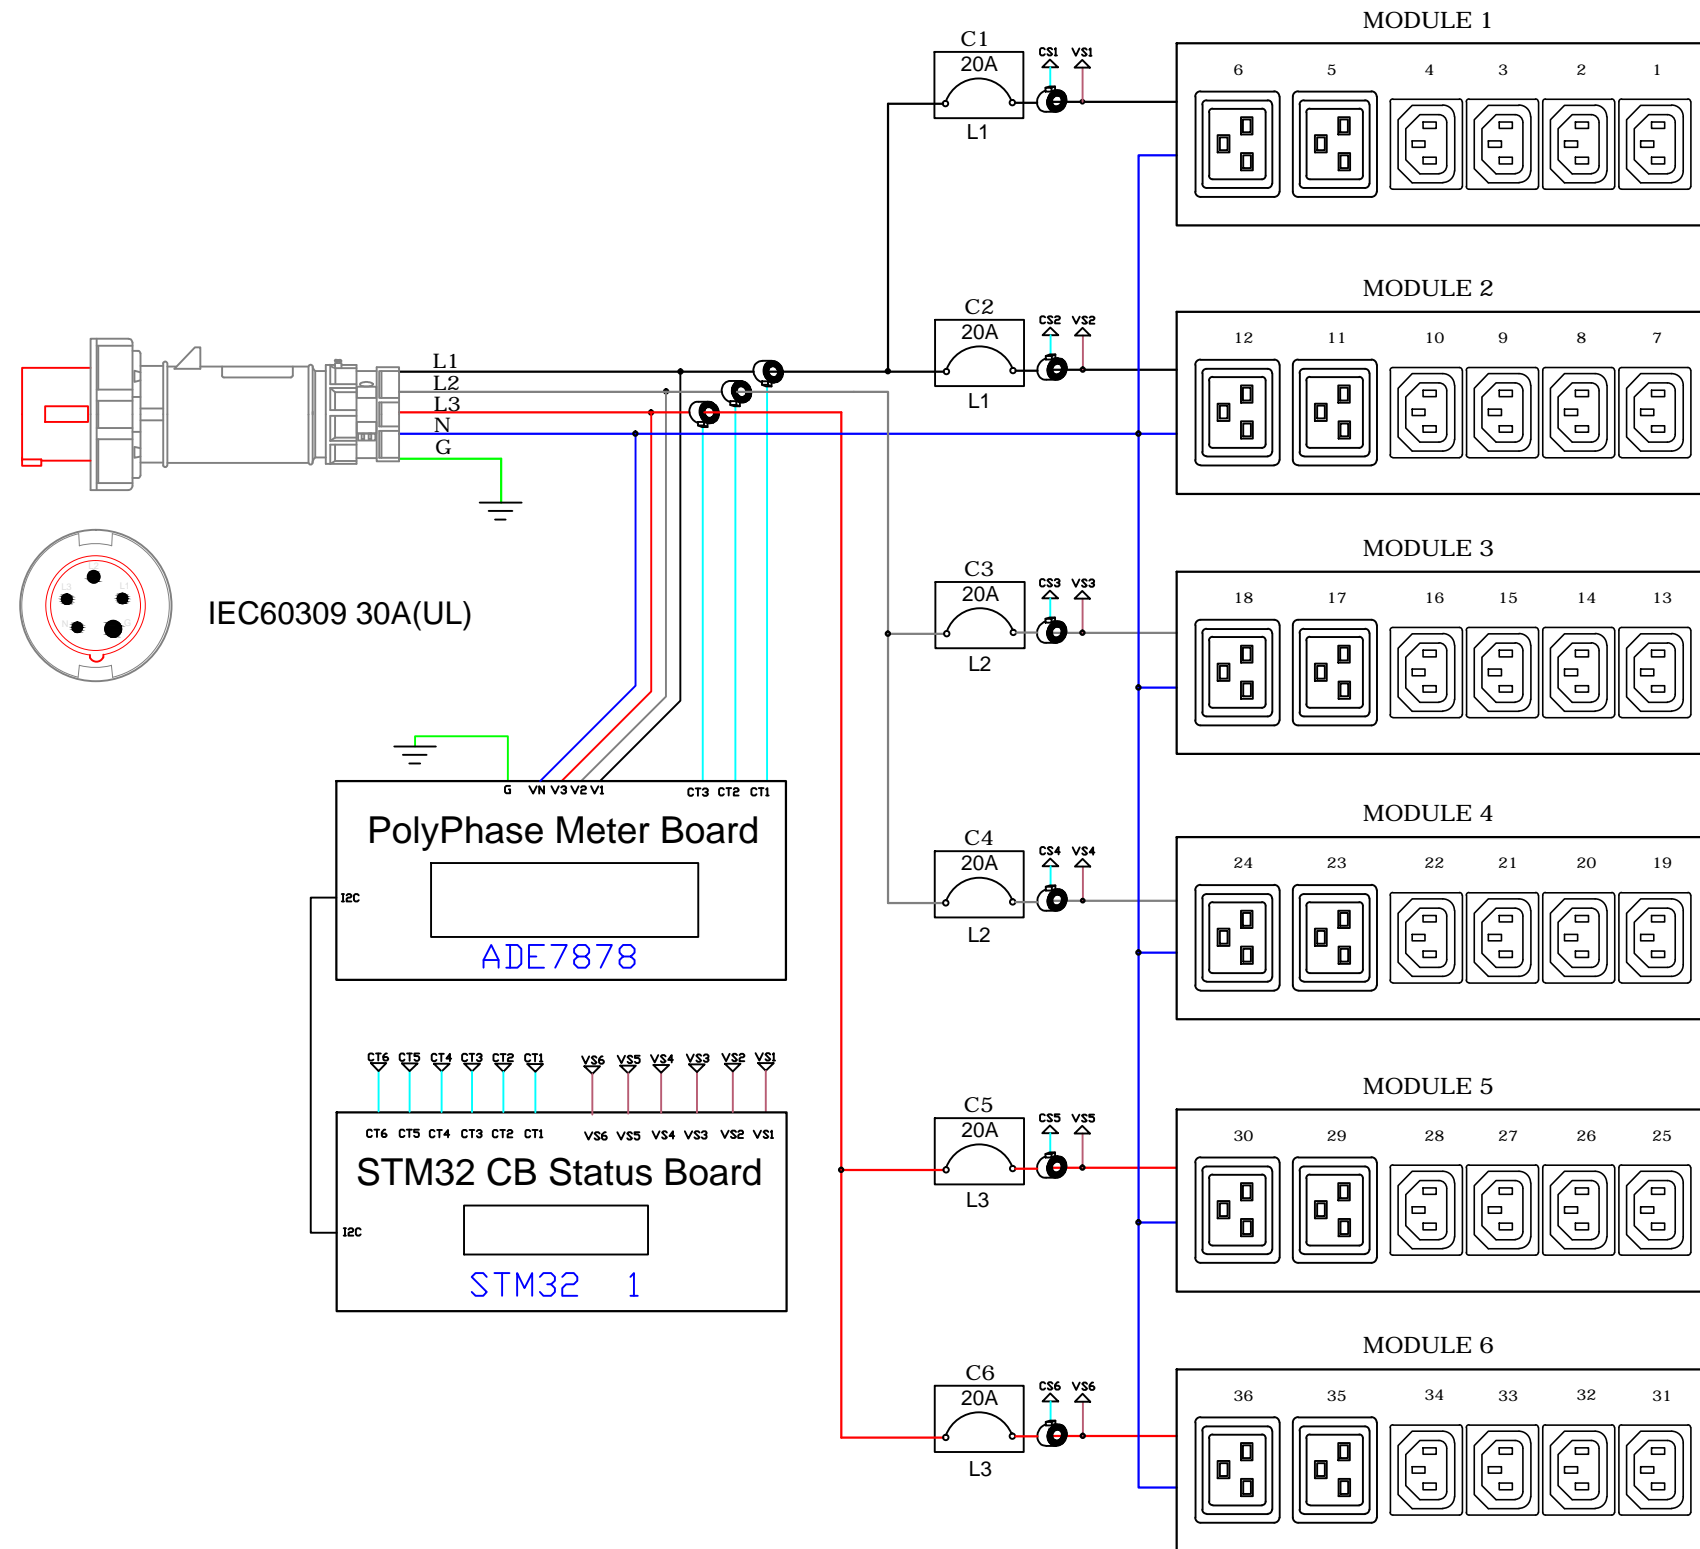 MODULE 1
C1
20A
L1
CS1 VS1
6 5 4 3 2 1
MODULE 2
C2
20A
L1
CS2 VS2
12 11 10 9 8 7
L1
L2
L3
N
G
IEC60309 30A(UL)
MODULE 3
C3
20A
L2
CS3 VS3
18 17 16 15 14 13
G VN V3 V2 V1 CT3 CT2 CT1
PolyPhase Meter Board
I2C
ADE7878
MODULE 4
C4
20A
L2
CS4 VS4
24 23 22 21 20 19
CT6 CT5 CT4 CT3 CT2 CT1 VS6 VS5 VS4 VS3 VS2 VS1
CT6 CT5 CT4 CT3 CT2 CT1 VS6 VS5 VS4 VS3 VS2 VS1
STM32 CB Status Board
I2C
STM32 1
MODULE 5
C5
20A
L3
CS5 VS5
30 29 28 27 26 25
MODULE 6
C6
20A
L3
CS6 VS6
36 35 34 33 32 31